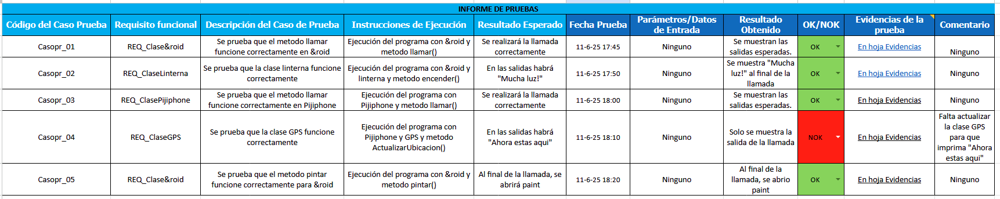 INFORME DE PRUEBAS
Código del Caso Prueba
Requisito funcional
Descripción del Caso de Prueba
Instrucciones de Ejecución
Resultado Esperado
Fecha Prueba
Parámetros/Datos
de Entrada
Resultado
Obtenido
OK/NOK
Evidencias de la
prueba
Comentario
Casopr_01
REQ_Clase&roid
Se prueba que el metodo llamar
funcione correctamente en &roid
Ejecución del programa con &roid y
metodo llamar()
Se realizará la llamada
correctamente
11-6-25 17:45
Ninguno
Se muestran las
salidas esperadas.
OK
En hoja Evidencias
Ninguno
Casopr_02
REQ_ClaseLinterna
Se prueba que la clase linterna funcione
correctamente
Ejecución del programa con &roid y
linterna y metodo encender()
En las salidas habrá
"Mucha luz!"
11-6-25 17:50
Ninguno
Se muestra "Mucha
luz!" al final de la
llamada
OK
En hoja Evidencias
Ninguno
Casopr_03
REQ_ClasePijiphone
Se prueba que el metodo llamar
funcione correctamente en Pijiphone
Ejecución del programa con
Pijiphone y metodo llamar()
Se realizará la llamada
correctamente
11-6-25 18:00
Ninguno
Se muestran las
salidas esperadas.
OK
En hoja Evidencias
Ninguno
Casopr_04
REQ_ClaseGPS
Se prueba que la clase GPS funcione
correctamente
Ejecución del programa con
Pijiphone y GPS y metodo
ActualizarUbicacion()
En las salidas habrá
"Ahora estas aqui"
11-6-25 18:10
Ninguno
Solo se muestra la
salida de la llamada
NOK
En hoja Evidencias
Falta actualizar
la clase GPS
para que
imprima "Ahora
estas aqui"
Casopr_05
REQ_Clase&roid
Se prueba que el metodo pintar
funcione correctamente para &roid
Ejecución del programa con &roid y
metodo pintar()
Al final de la llamada, se
abrirá paint
11-6-25 18:20
Ninguno
Al final de la
llamada, se abrio
paint
OK
En hoja Evidencias
Ninguno